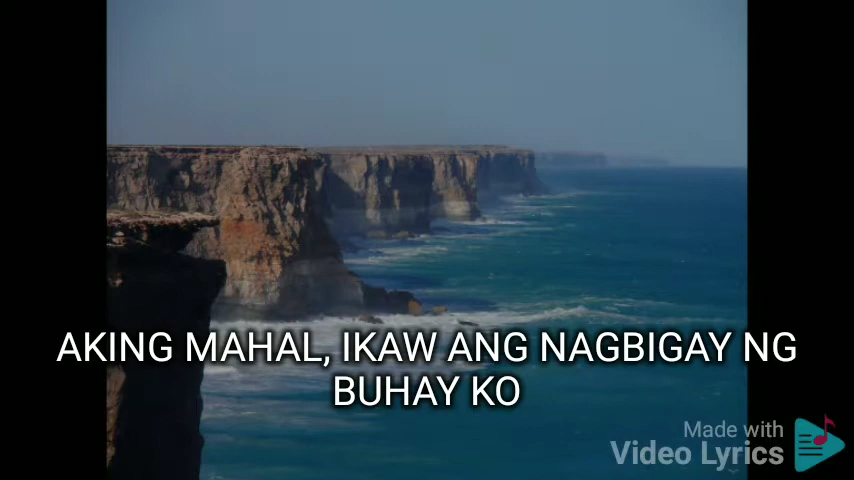 AKING MAHAL, IKAW ANG NAGBIGAY NG
BUHAY KO
Made with
Video Lyrics